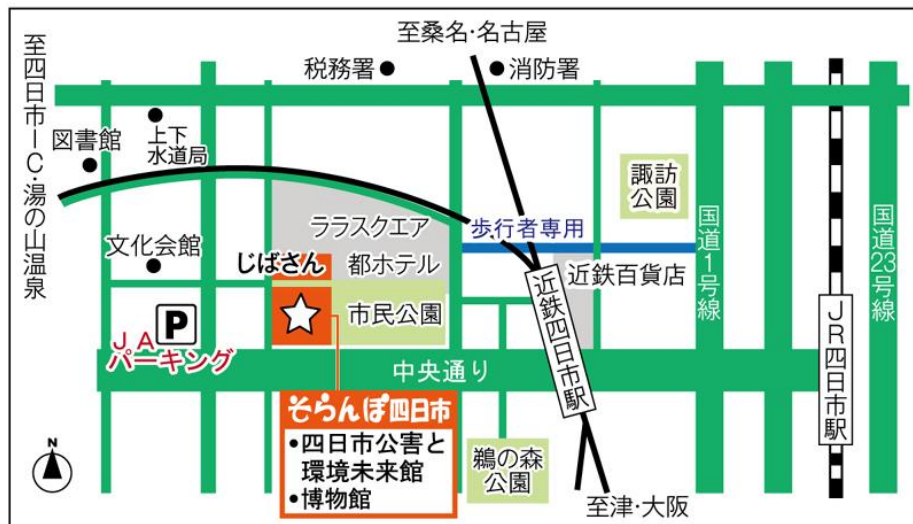 至桑名・名古屋
税務署
消防署
至四日市IC・湯の山温泉
図書館
上下
水道局
諏訪
公園
ララスクエア
歩行者専用
文化会館
じばさん
都ホテル
近鉄百貨店
国道1号線
国道23号線
P
市民公園
JA
パーキング
近鉄四日市駅
JR四日市駅
中央通り
そらんぽ四日市
•四日市公害と
環境未来館
•博物館
鵜の森
公園
N
至津・大阪